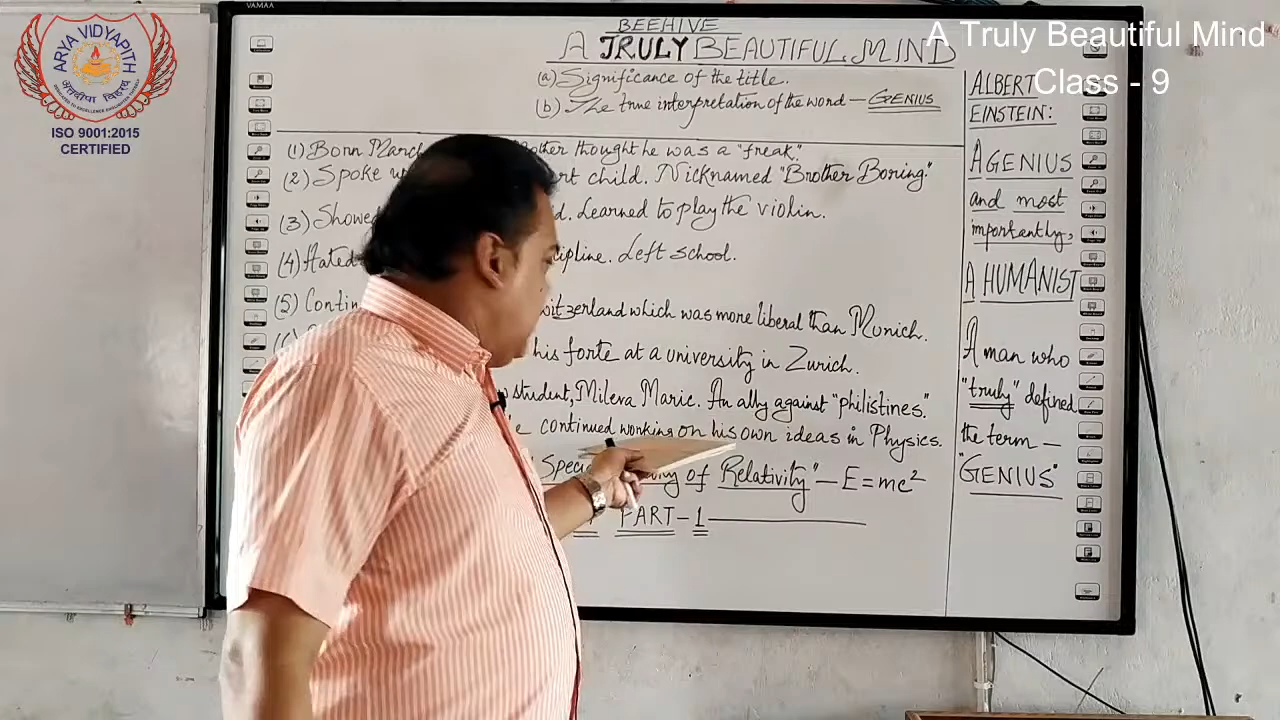 VAMAA
ARYA VIDYAPITH
ISO 9001:2015
CERTIFIED
A Truly Beautiful Mind
Class - 9
BEEHIVE
A TRULY BEAUTIFUL MIND
(a) Significance of the title.
(b) The true interpretation of the word — GENIUS
(1) Born March other thought he was a "freak".
(2) Spoke child. Nicknamed "Brother Boring."
(3) Showed d. Learned to play the violin.
(4) Hated cipline. Left school.
(5) Contin witzerland which was more liberal than Munich.
his forte at a university in Zurich.
student, Mileva Maric. An ally against "philistines".
continued working on his own ideas in Physics.
Relativity" — E = mc²
PART - 1
ALBERT
EINSTEIN:
A GENIUS
and most
importantly,
A HUMANIST
A man who
"truly" defined
the term —
"GENIUS"